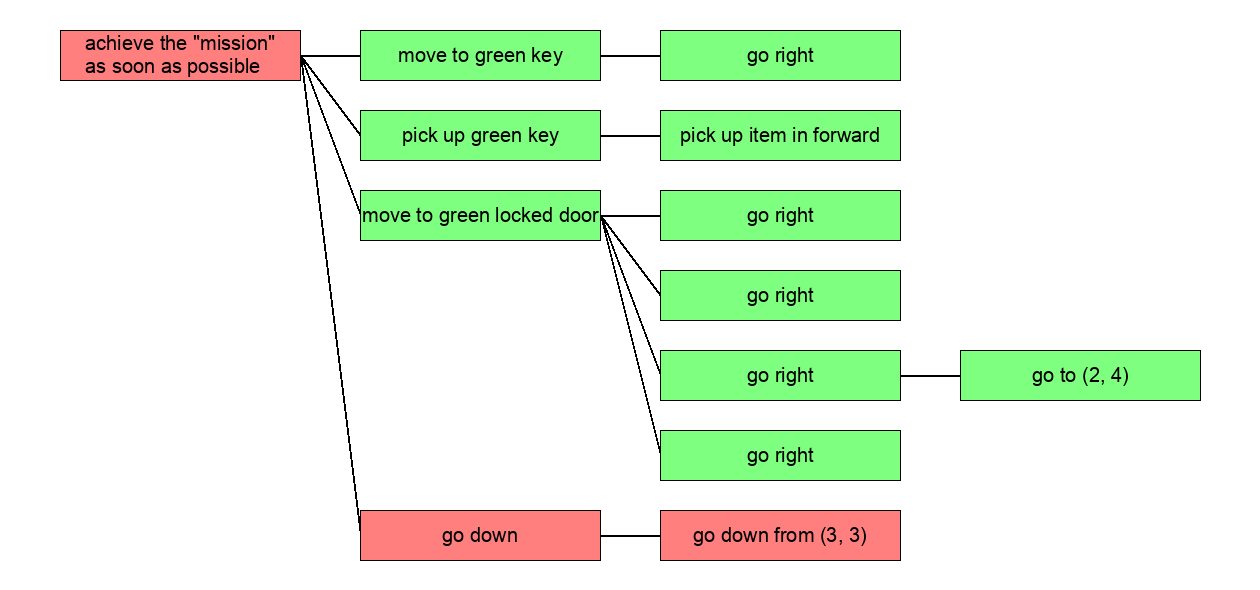 achieve the "mission"
as soon as possible
move to green key
go right
pick up green key
pick up item in forward
move to green locked door
go right
go right
go right
go to (2, 4)
go right
go down
go down from (3, 3)